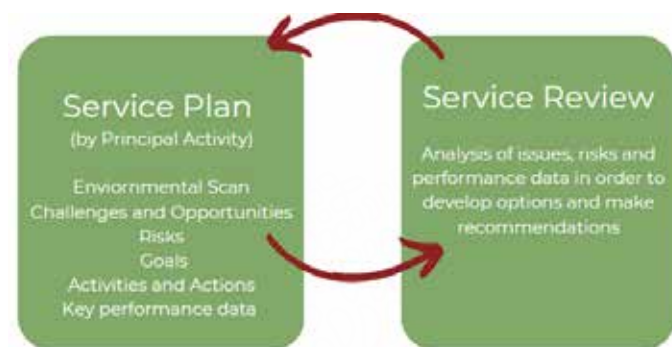 Service Plan
(by Principal Activity)
Enviornmental Scan
Challenges and Opportunities
Risks
Goals
Activities and Actions
Key performance data
Service Review
Analysis of issues, risks and
performance data in order to
develop options and make
recommendations